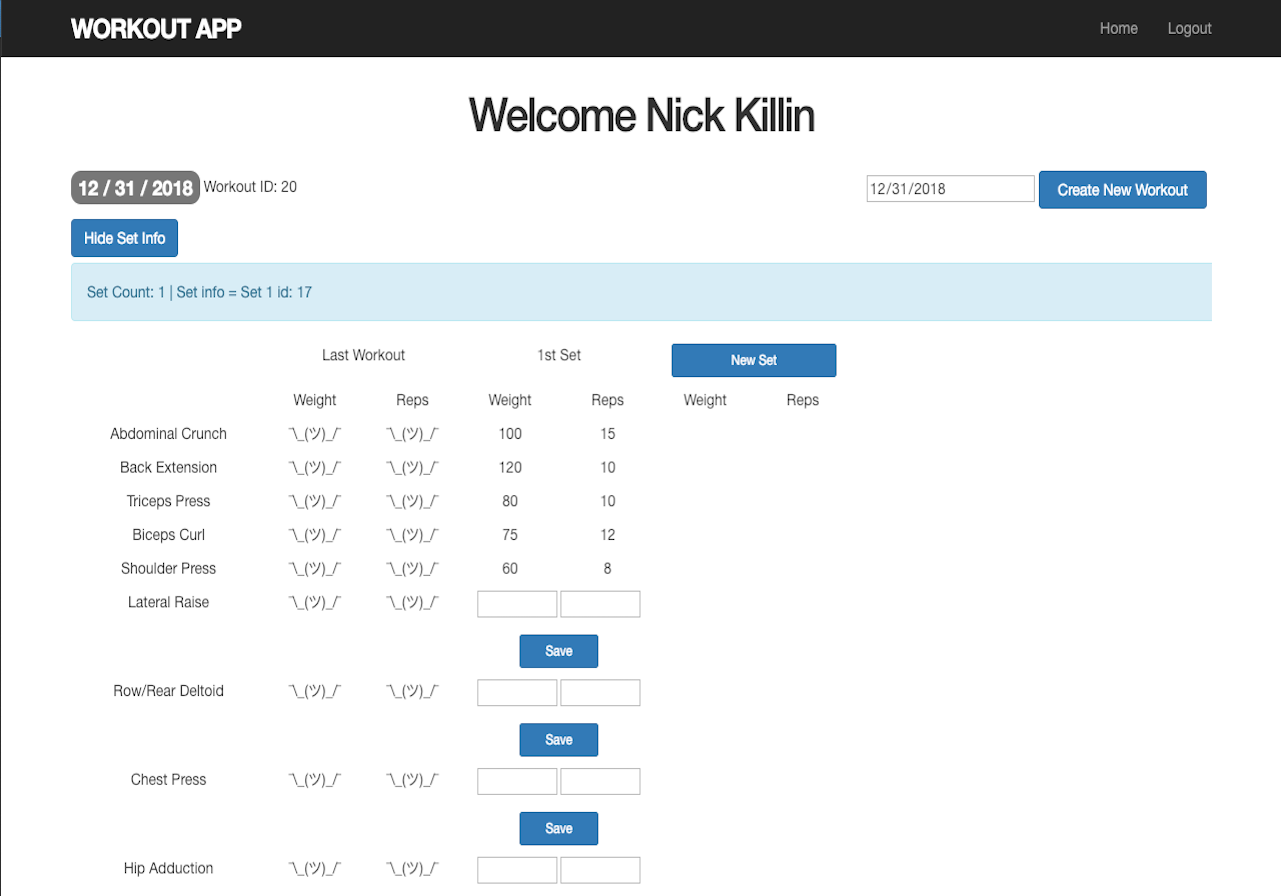 WORKOUT APP Home Logout
Welcome Nick Killin
12 / 31 / 2018 Workout ID: 20 12/31/2018 Create New Workout
Hide Set Info
Set Count: 1 | Set info = Set 1 id: 17
Last Workout 1st Set New Set
Weight Reps Weight Reps Weight Reps
Abdominal Crunch ¯\_(ツ)_/¯ ¯\_(ツ)_/¯ 100 15
Back Extension ¯\_(ツ)_/¯ ¯\_(ツ)_/¯ 120 10
Triceps Press ¯\_(ツ)_/¯ ¯\_(ツ)_/¯ 80 10
Biceps Curl ¯\_(ツ)_/¯ ¯\_(ツ)_/¯ 75 12
Shoulder Press ¯\_(ツ)_/¯ ¯\_(ツ)_/¯ 60 8
Lateral Raise ¯\_(ツ)_/¯ ¯\_(ツ)_/¯
Save
Row/Rear Deltoid ¯\_(ツ)_/¯ ¯\_(ツ)_/¯
Save
Chest Press ¯\_(ツ)_/¯ ¯\_(ツ)_/¯
Save
Hip Adduction ¯\_(ツ)_/¯ ¯\_(ツ)_/¯